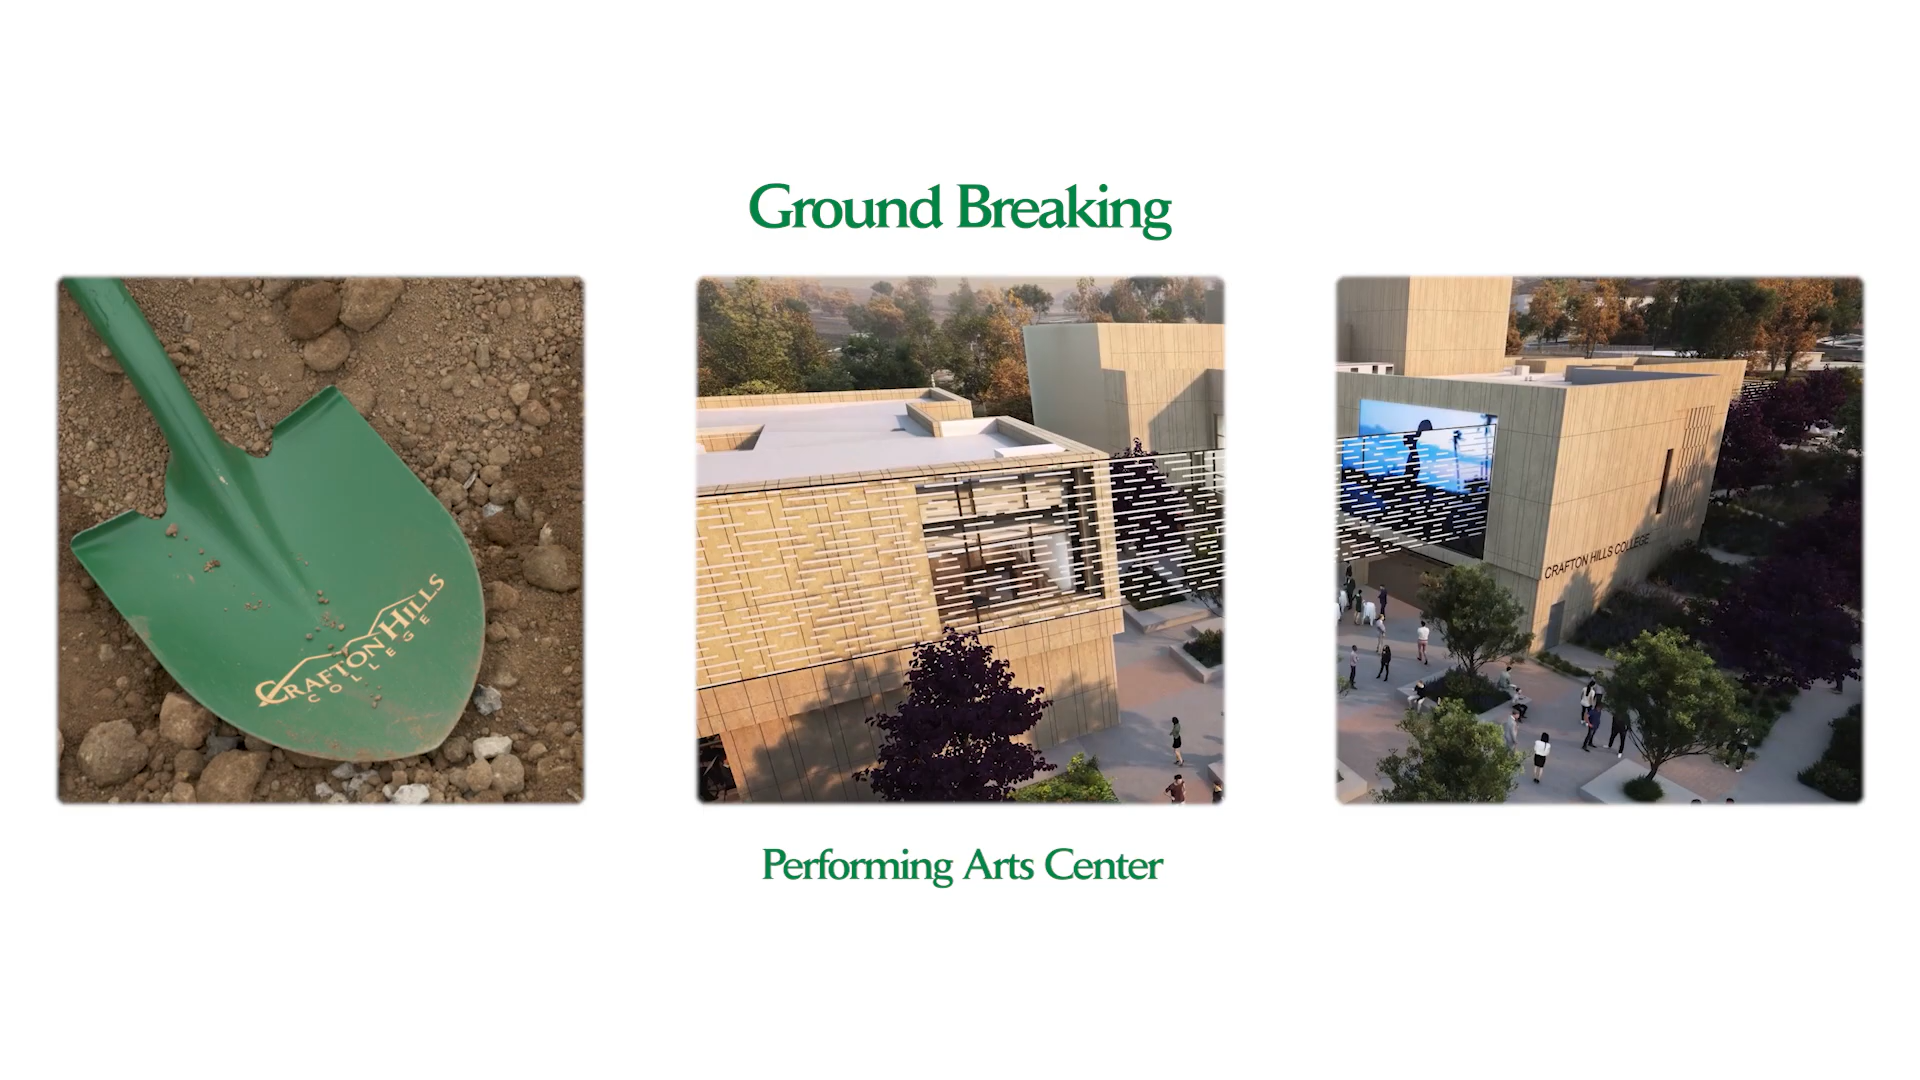 Ground Breaking
CRAFTON HILLS
COLLEGE
CRAFTON HILLS COLLEGE
Performing Arts Center